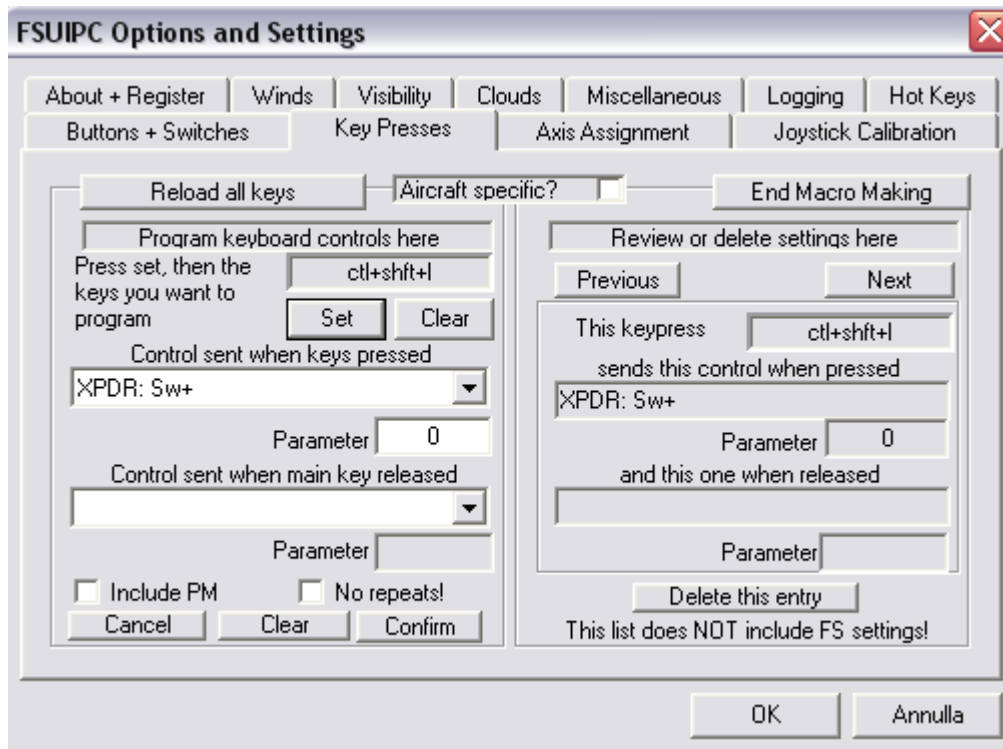 FSUIPC Options and Settings
About + Register Winds Visibility Clouds Miscellaneous Logging Hot Keys
Buttons + Switches Key Presses Axis Assignment Joystick Calibration
Reload all keys Aircraft specific? End Macro Making
Program keyboard controls here
Press set, then the
keys you want to
program
ctl+shft+l
Set Clear
Control sent when keys pressed
XPDR: Sw+
Parameter 0
Control sent when main key released
Parameter
Include PM No repeats!
Cancel Clear Confirm
Review or delete settings here
Previous Next
This keypress ctl+shft+l
sends this control when pressed
XPDR: Sw+
Parameter 0
and this one when released
Parameter
Delete this entry
This list does NOT include FS settings!
OK Annulla